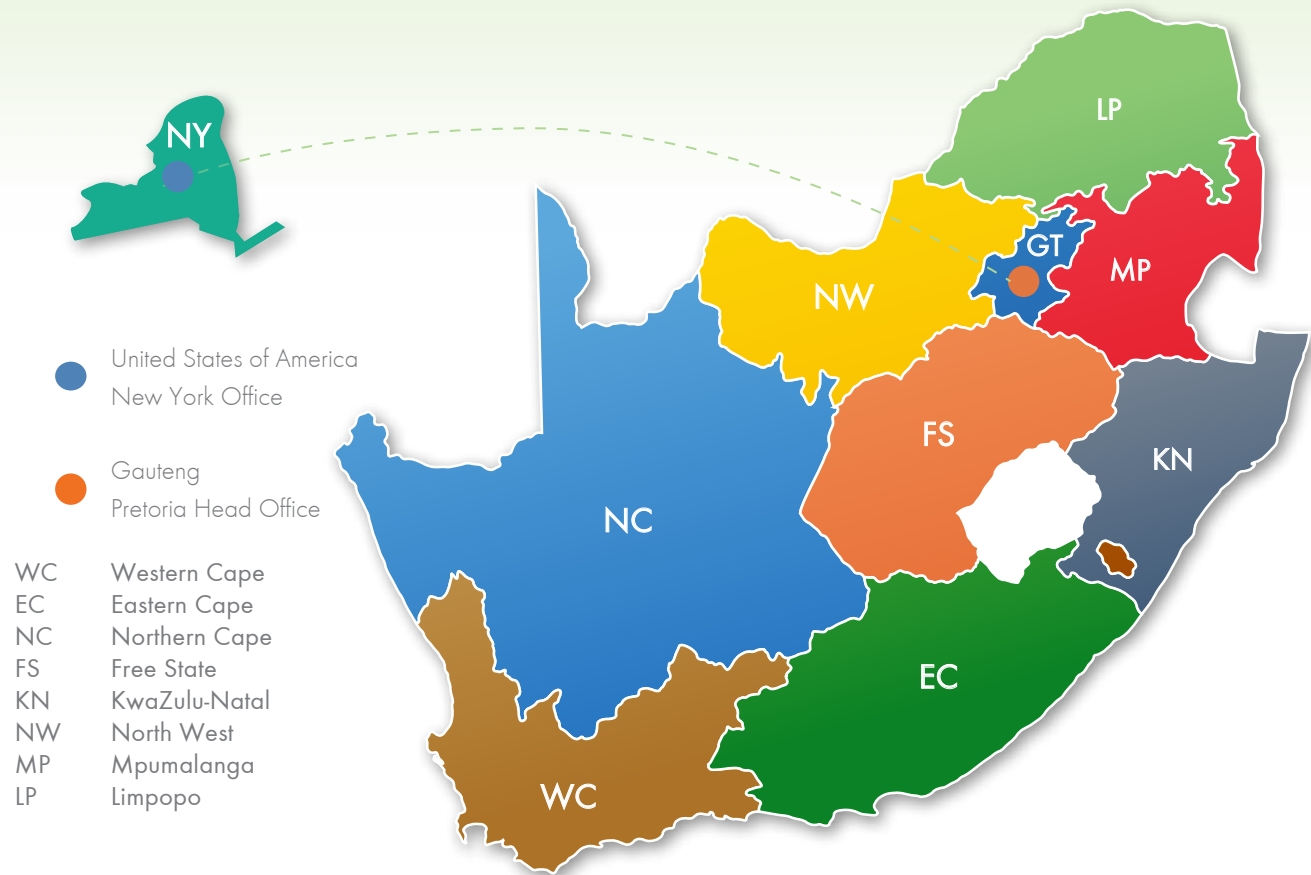 NY
LP
GT
MP
NW
FS
KN
NC
EC
WC
United States of America
New York Office
Gauteng
Pretoria Head Office
WC Western Cape
EC Eastern Cape
NC Northern Cape
FS Free State
KN KwaZulu-Natal
NW North West
MP Mpumalanga
LP Limpopo